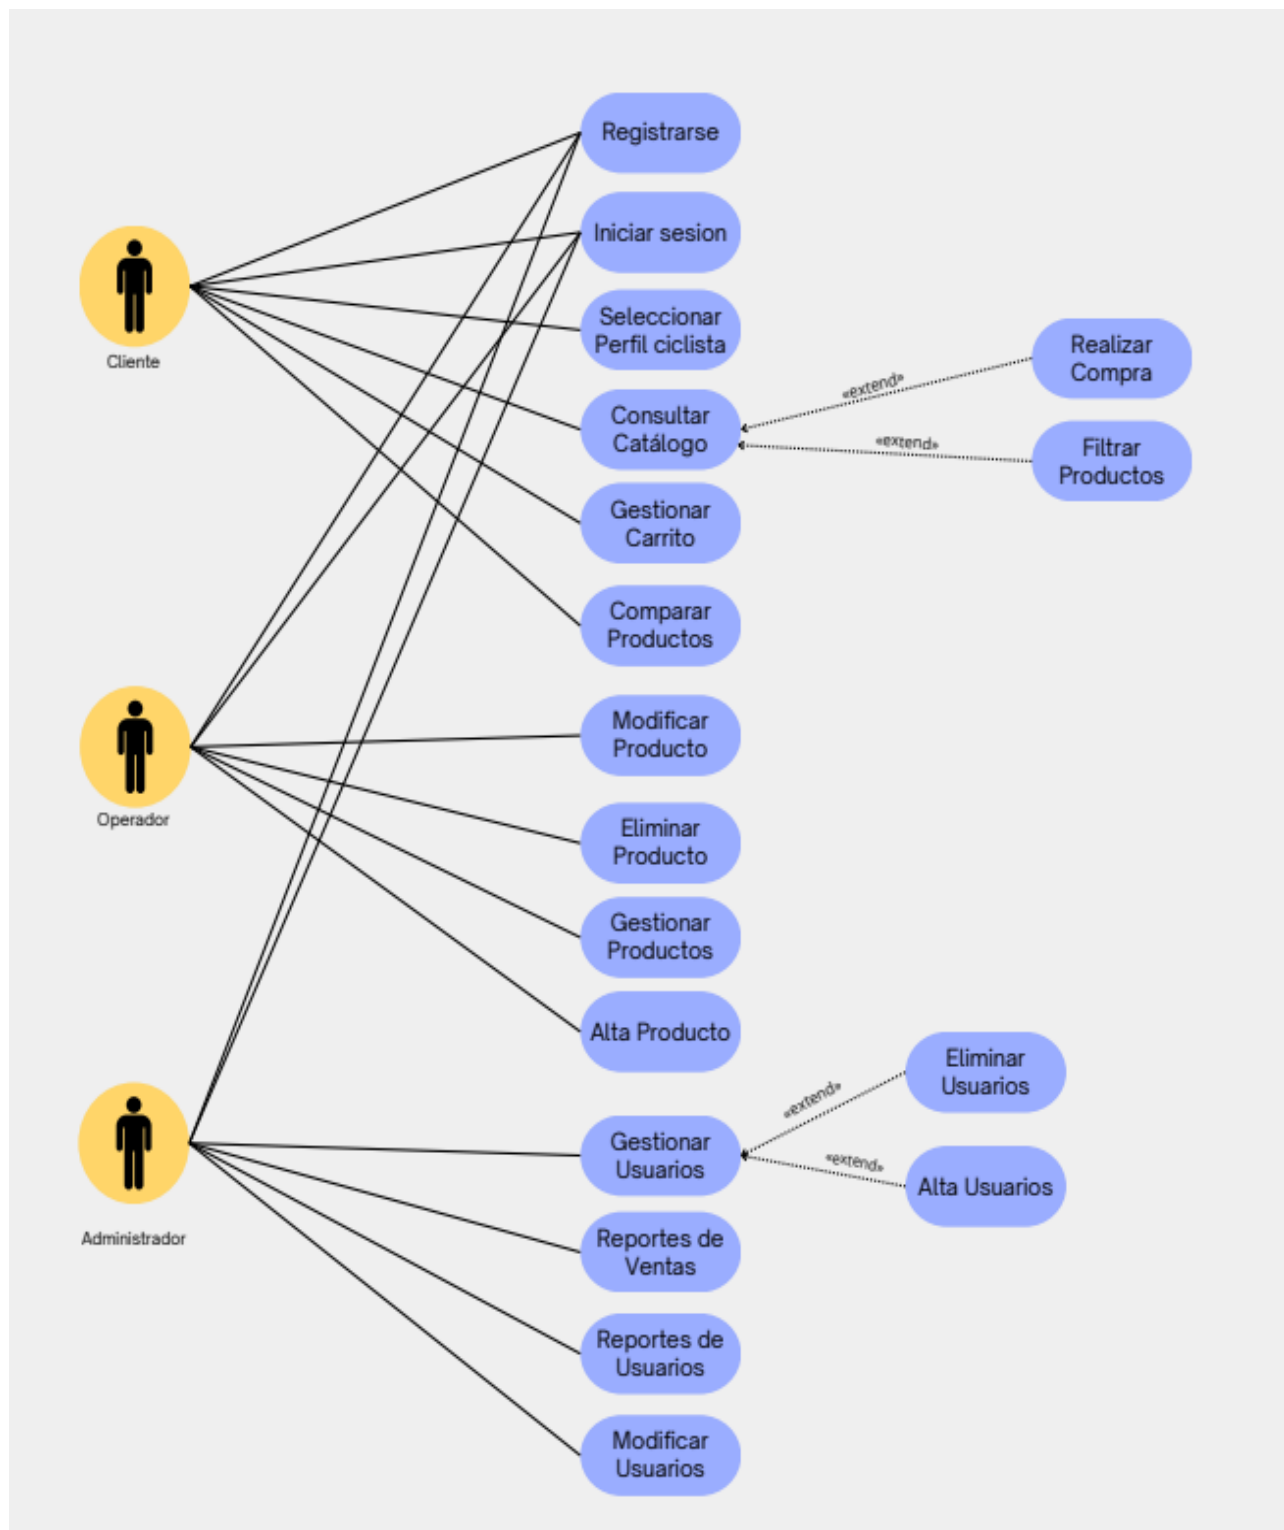 Registrarse
Iniciar sesion
Seleccionar
Perfil ciclista
Cliente
Realizar
Compra
«extend»
Consultar
Catálogo
«extend»
Filtrar
Productos
Gestionar
Carrito
Comparar
Productos
Modificar
Producto
Operador
Eliminar
Producto
Gestionar
Productos
Alta Producto
Eliminar
Usuarios
«extend»
Gestionar
Usuarios
«extend»
Alta Usuarios
Administrador
Reportes de
Ventas
Reportes de
Usuarios
Modificar
Usuarios